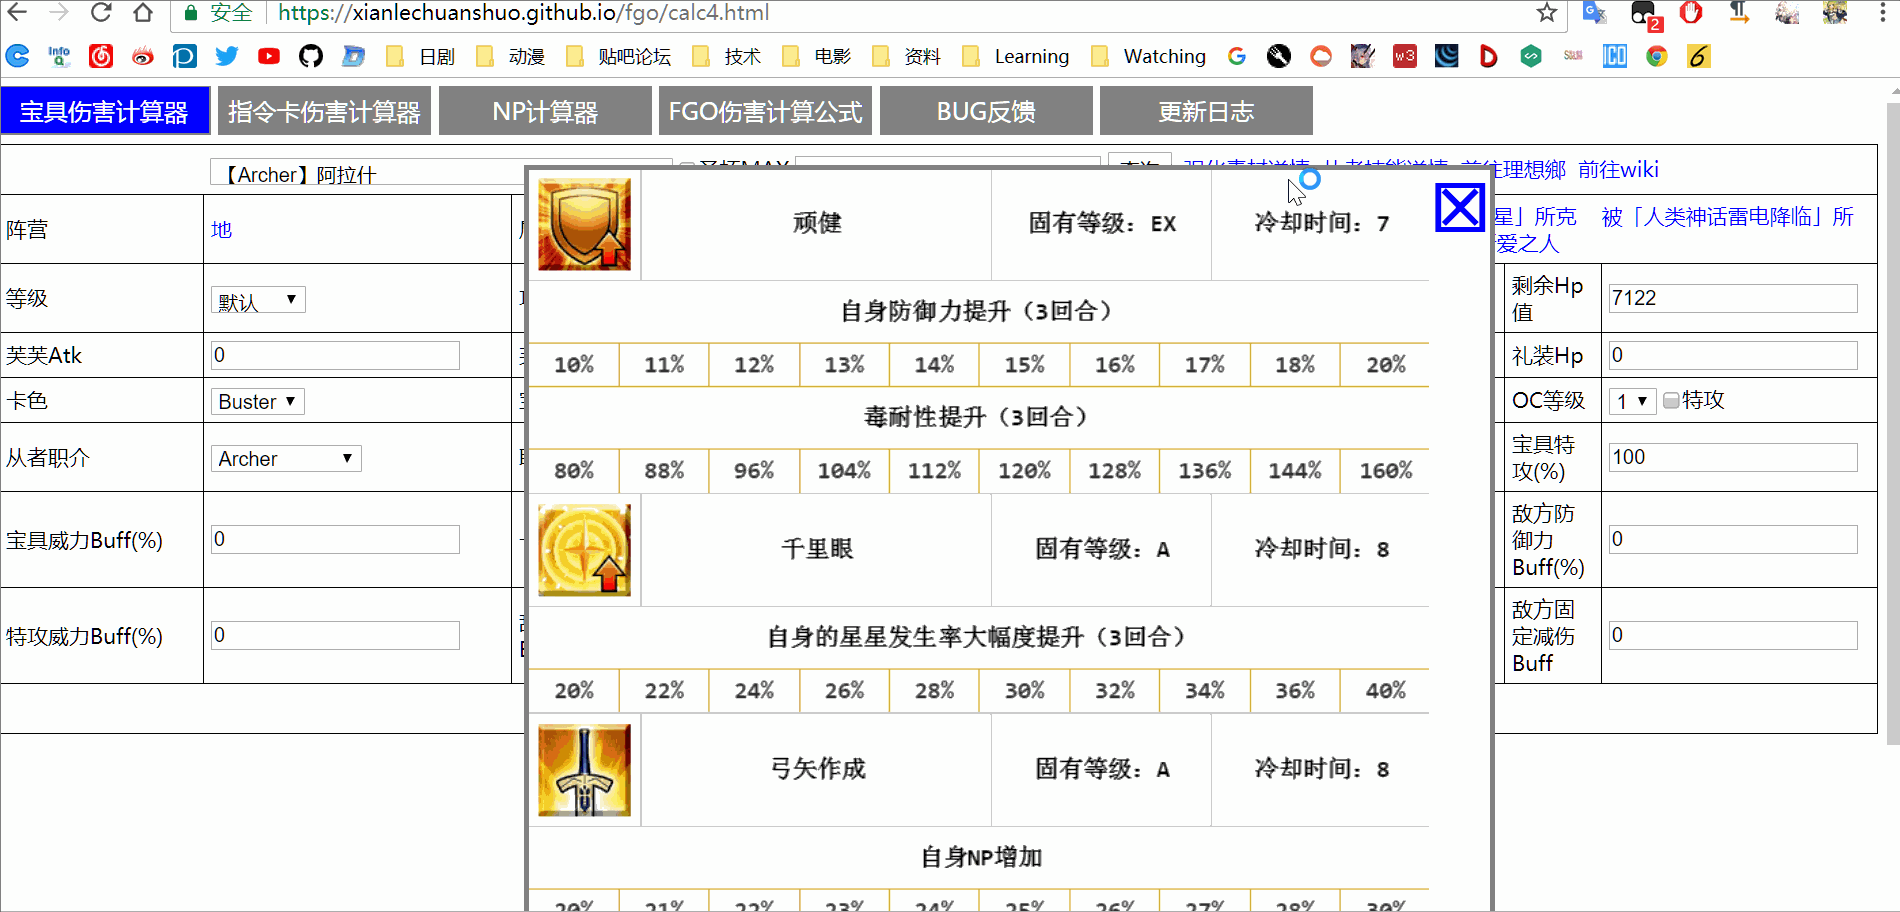 安全 https://xianlechuanshuo.github.io/fgo/calc4.html 2
Info Q 日剧 动漫 贴吧论坛 技术 电影 资料 Learning Watching w3 ICO 6
宝具伤害计算器 指令卡伤害计算器 NP计算器 FGO伤害计算公式 BUG反馈 更新日志
【Archer】阿拉什 往理想鄉 前往wiki
顽健 固有等级: EX 冷却时间: 7
阵营 地 星」所克 被「人类神话雷电降临」所
爱之人
自身防御力提升（3回合）
等级 默认 剩余Hp值 7122
10% 11% 12% 13% 14% 15% 16% 17% 18% 20%
芙芙Atk 0 礼装Hp 0
毒耐性提升（3回合）
卡色 Buster OC等级 1 特攻
80% 88% 96% 104% 112% 120% 128% 136% 144% 160%
从者职介 Archer 宝具特攻(%) 100
千里眼 固有等级: A 冷却时间: 8
宝具威力Buff(%) 0 敌方防御力Buff(%) 0
自身的星星发生率大幅度提升（3回合）
特攻威力Buff(%) 0 敌方固定减伤Buff 0
20% 22% 24% 26% 28% 30% 32% 34% 36% 40%
弓矢作成 固有等级: A 冷却时间: 8
自身NP增加
20% 21% 22% 23% 24% 25% 26% 27% 28% 30%